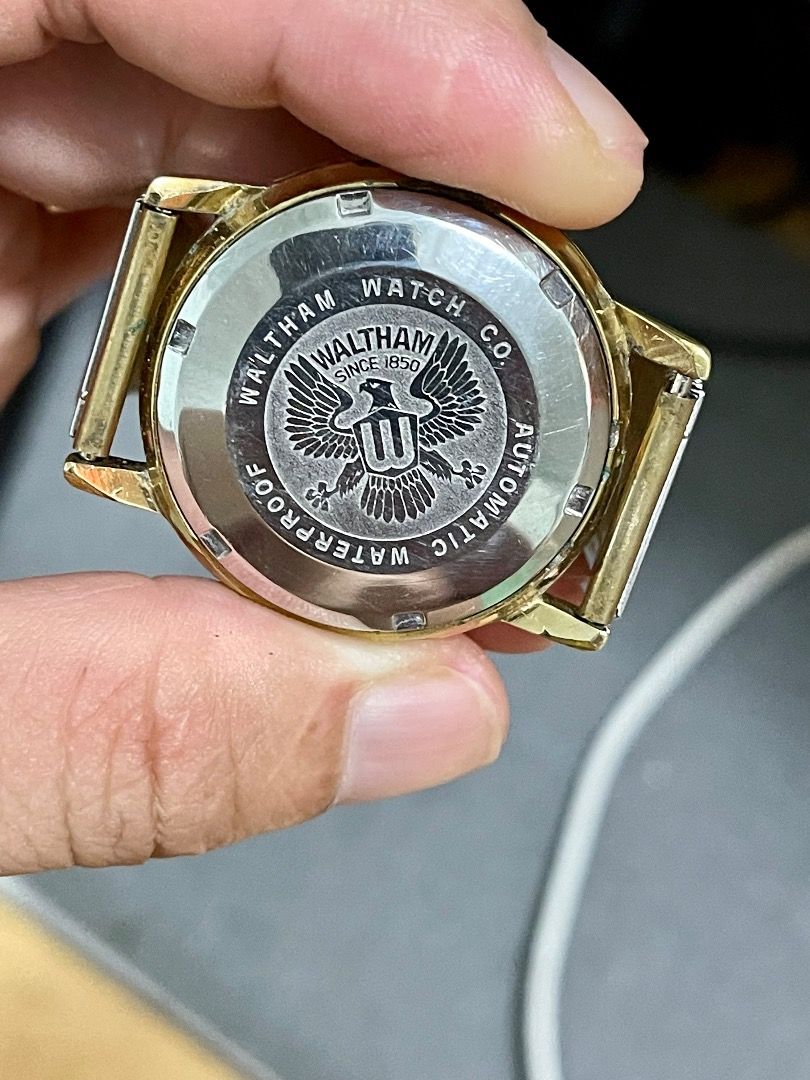 WALTHAM WATCH CO.
AUTOMATIC WATERPROOF
WALTHAM
SINCE 1850
W